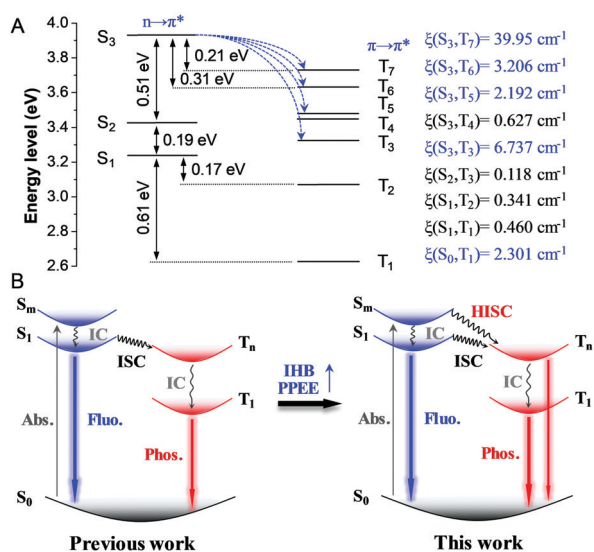 A
n→π*
π→π*
Energy level (eV)
4.0
3.8
3.6
3.4
3.2
3.0
2.8
2.6
S3
S2
S1
0.21 eV
0.31 eV
0.51 eV
0.19 eV
0.17 eV
0.61 eV
T7
T6
T5
T4
T3
T2
T1
ξ(S3,T7)= 39.95 cm-1
ξ(S3,T6)= 3.206 cm-1
ξ(S3,T5)= 2.192 cm-1
ξ(S3,T4)= 0.627 cm-1
ξ(S3,T3)= 6.737 cm-1
ξ(S2,T3)= 0.118 cm-1
ξ(S1,T2)= 0.341 cm-1
ξ(S1,T1)= 0.460 cm-1
ξ(S0,T1)= 2.301 cm-1
B
Sm
S1
IC
ISC
Tn
IC
T1
Abs.
Fluo.
Phos.
S0
Previous work
IHB
PPEE
Sm
HISC
S1
IC
ISC
Tn
IC
T1
Abs.
Fluo.
Phos.
S0
This work